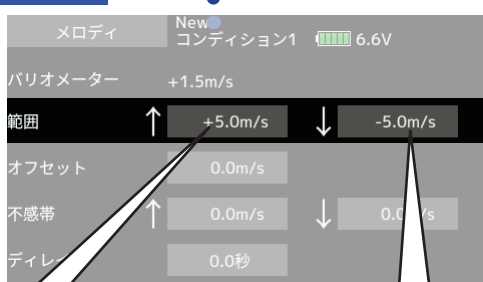 メロディ
New
コンディション1 6.6V
バリオメーター +1.5m/s
範囲 ↑ +5.0m/s ↓ -5.0m/s
オフセット 0.0m/s
不感帯 ↑ 0.0m/s ↓
ディレ 0.0秒